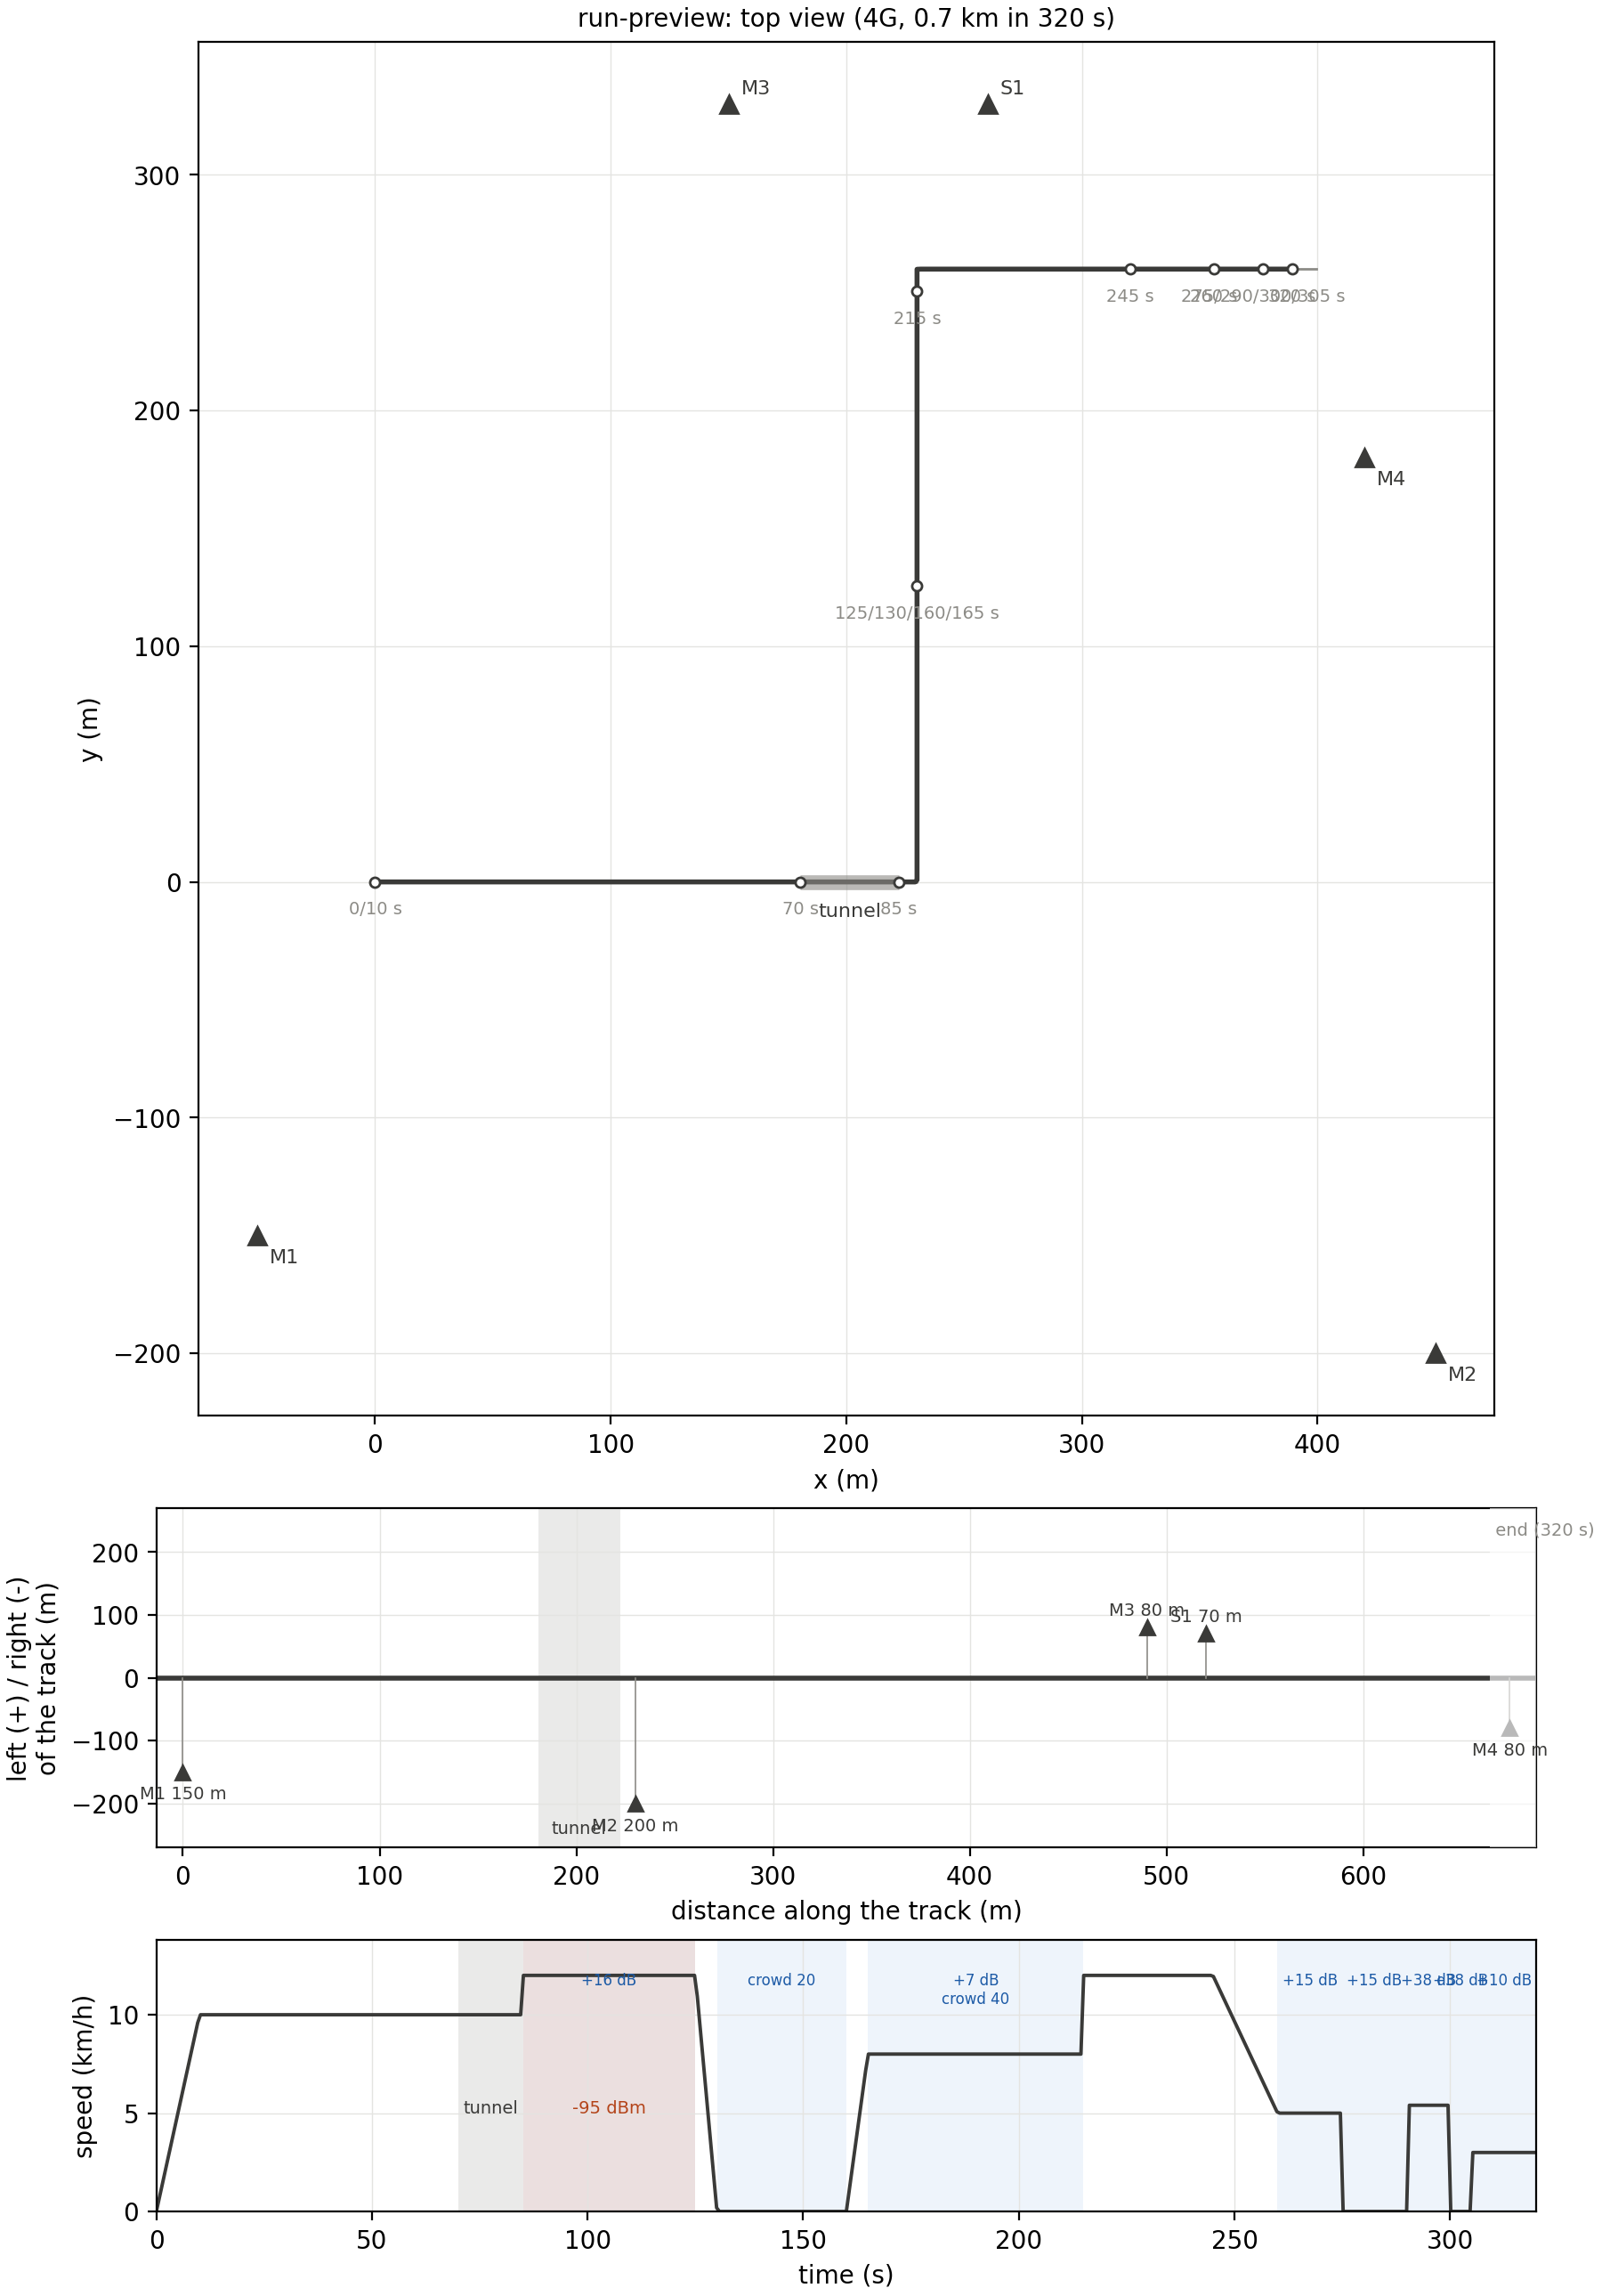 run-preview: top view (4G, 0.7 km in 320 s)
M3
S1
300
245 s
215 s
200
M4
125/130/160/165 s
100
y (m)
0
0/10 s
70 s
tunnel
85 s
−100
M1
−200
M2
0
100
200
300
400
x (m)
end (320 s)
200
100
0
−100
−200
left (+) / right (-)
of the track (m)
M3 80 m
S1 70 m
M4 80 m
M1 150 m
tunnel
M2 200 m
0
100
200
300
400
500
600
distance along the track (m)
+16 dB
crowd 20
+7 dB
crowd 40
+15 dB
+15 dB
+38 dB
+38 dB
+10 dB
10
5
0
speed (km/h)
tunnel
-95 dBm
0
50
100
150
200
250
300
time (s)